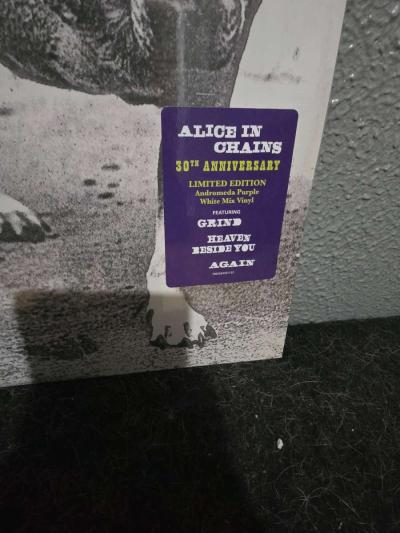 ALICE IN
CHAINS
30TH ANNIVERSARY
LIMITED EDITION
Andromeda Purple
White Mix Vinyl
FEATURING
GRIND
HEAVEN
BESIDE YOU
AGAIN